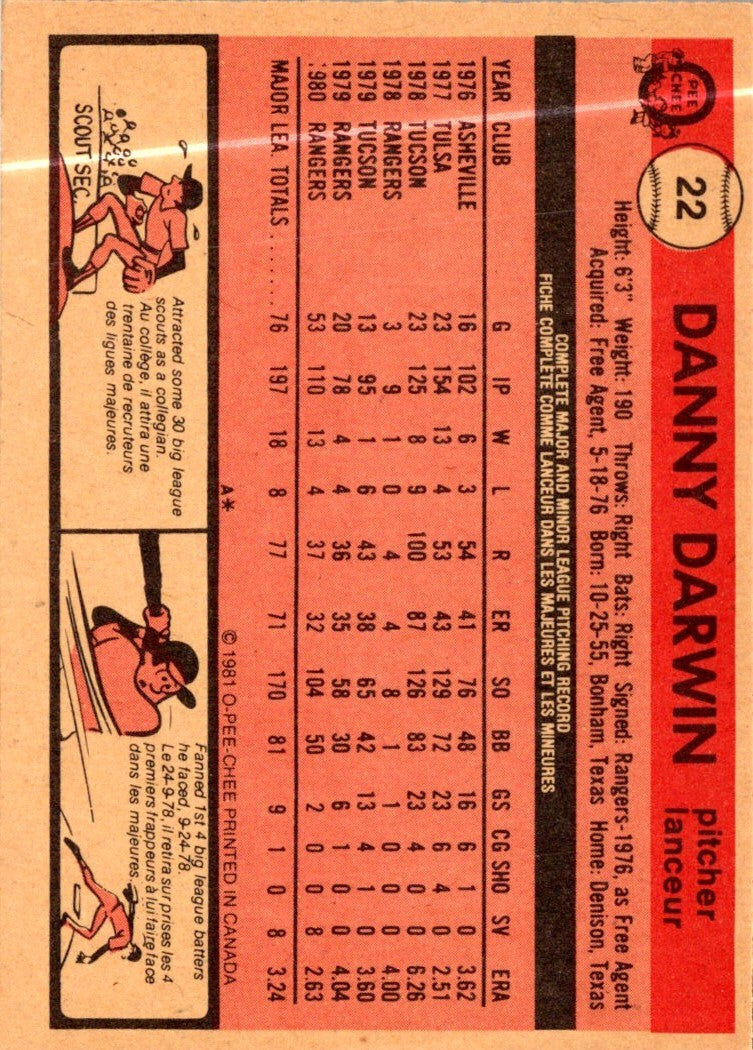 O
PEE
CHEE
22
DANNY DARWIN
pitcher
lanceur
Height: 6'3" Weight: 190 Throws: Right Bats: Right Signed: Rangers-1976, as Free Agent
Acquired: Free Agent, 5-18-76 Born: 10-25-55, Bonham, Texas Home: Denison, Texas
COMPLETE MAJOR AND MINOR LEAGUE PITCHING RECORD
FICHE COMPLÈTE COMME LANCEUR DANS LES MAJEURES ET LES MINEURES
YEAR CLUB G IP W L R ER SO BB GS CG SHO SV ERA
1976 ASHEVILLE 16 102 6 3 54 41 76 48 16 6 1 0 3.62
1977 TULSA 23 154 13 4 53 43 129 72 23 6 4 0 2.51
1978 TUCSON 23 125 8 9 100 87 126 83 23 4 0 0 6.26
1978 RANGERS 3 9 1 0 4 4 8 1 1 0 0 0 4.00
1979 TUCSON 13 95 1 6 43 38 65 42 13 4 1 0 3.60
1979 RANGERS 20 78 4 4 36 35 58 30 6 1 0 0 4.04
1980 RANGERS 53 110 13 4 37 32 104 50 2 0 0 8 2.63
MAJOR LEA. TOTALS ....... 76 197 18 8 77 71 170 81 9 1 0 8 3.24
A* © 1981 O-PEE-CHEE PRINTED IN CANADA
SCOUT SEC.
Attracted some 30 big league
scouts as a collegian.
Au collège, il attira une
trentaine de recruteurs
des ligues majeures.
Fanned 1st 4 big league batters
he faced, 9-24-78.
Le 24-9-78, il retira sur prises les 4
premiers frappeurs à lui faire face
dans les majeures.